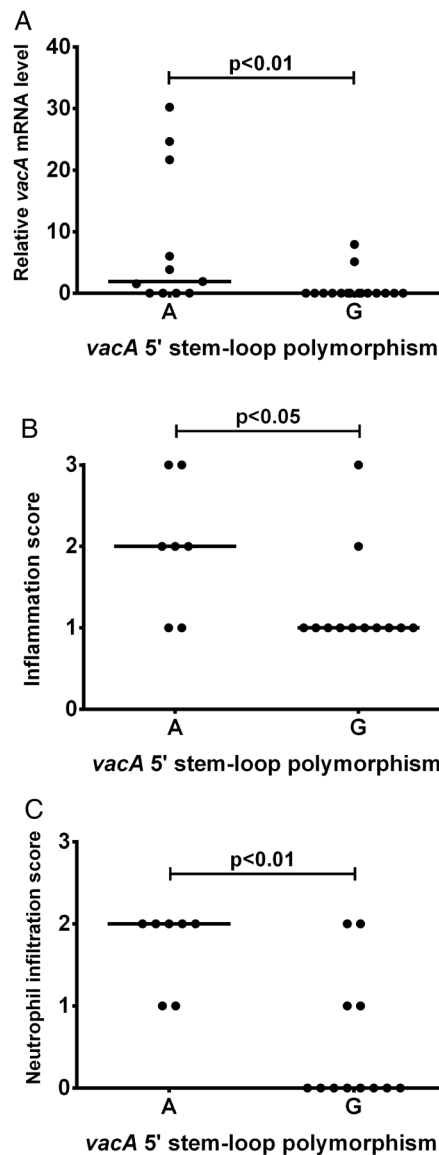 A
p<0.01
Relative vacA mRNA level
40
30
20
10
0
A G
vacA 5' stem-loop polymorphism
B
p<0.05
Inflammation score
3
2
1
0
A G
vacA 5' stem-loop polymorphism
C
p<0.01
Neutrophil infiltration score
3
2
1
0
A G
vacA 5' stem-loop polymorphism